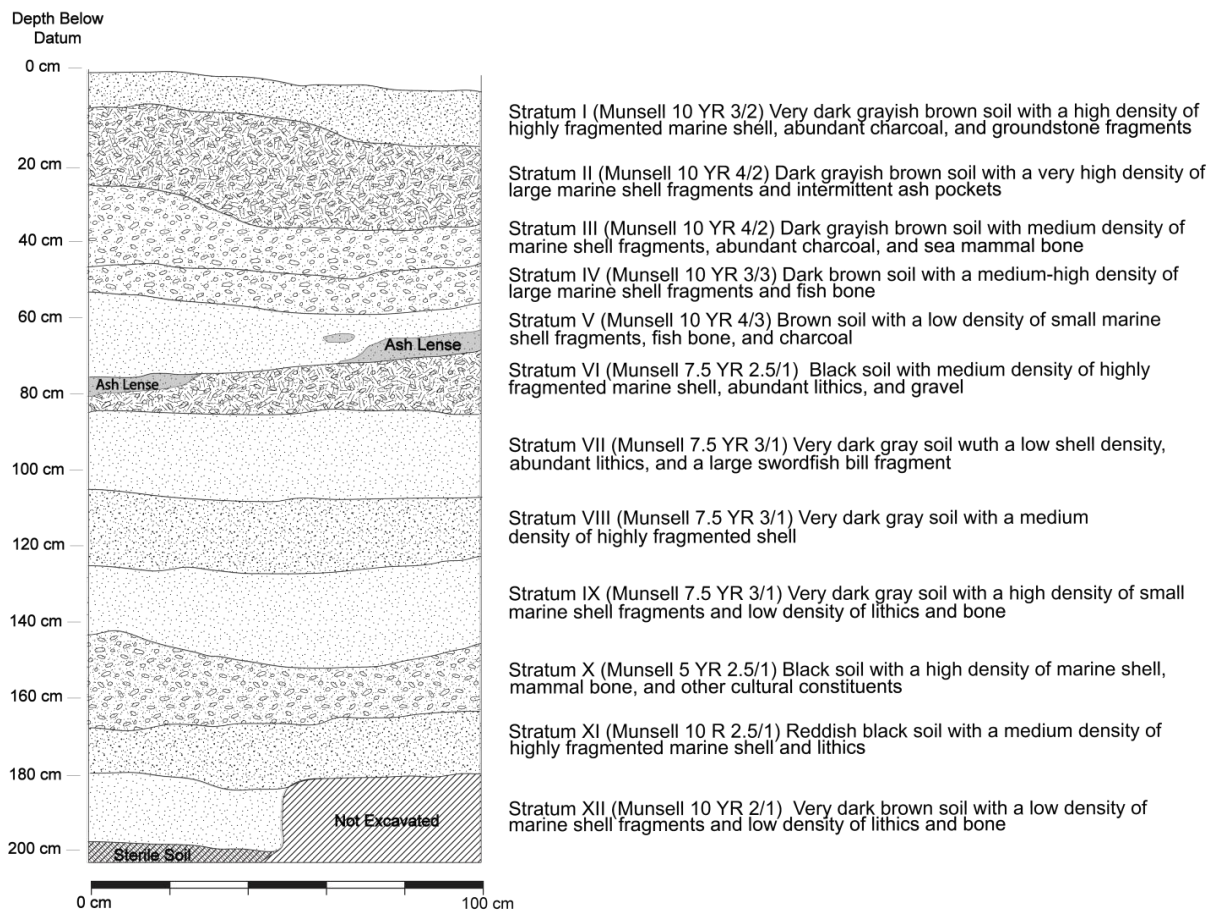 Depth Below
Datum
0 cm
20 cm
40 cm
60 cm
80 cm
100 cm
120 cm
140 cm
160 cm
180 cm
200 cm
Ash Lense
Ash Lense
Not Excavated
Sterile Soil
0 cm
100 cm
Stratum I (Munsell 10 YR 3/2) Very dark grayish brown soil with a high density of
highly fragmented marine shell, abundant charcoal, and groundstone fragments
Stratum II (Munsell 10 YR 4/2) Dark grayish brown soil with a very high density of
large marine shell fragments and intermittent ash pockets
Stratum III (Munsell 10 YR 4/2) Dark grayish brown soil with medium density of
marine shell fragments, abundant charcoal, and sea mammal bone
Stratum IV (Munsell 10 YR 3/3) Dark brown soil with a medium-high density of
large marine shell fragments and fish bone
Stratum V (Munsell 10 YR 4/3) Brown soil with a low density of small marine
shell fragments, fish bone, and charcoal
Stratum VI (Munsell 7.5 YR 2.5/1) Black soil with medium density of highly
fragmented marine shell, abundant lithics, and gravel
Stratum VII (Munsell 7.5 YR 3/1) Very dark gray soil wuth a low shell density,
abundant lithics, and a large swordfish bill fragment
Stratum VIII (Munsell 7.5 YR 3/1) Very dark gray soil with a medium
density of highly fragmented shell
Stratum IX (Munsell 7.5 YR 3/1) Very dark gray soil with a high density of small
marine shell fragments and low density of lithics and bone
Stratum X (Munsell 5 YR 2.5/1) Black soil with a high density of marine shell,
mammal bone, and other cultural constituents
Stratum XI (Munsell 10 R 2.5/1) Reddish black soil with a medium density of
highly fragmented marine shell and lithics
Stratum XII (Munsell 10 YR 2/1) Very dark brown soil with a low density of
marine shell fragments and low density of lithics and bone